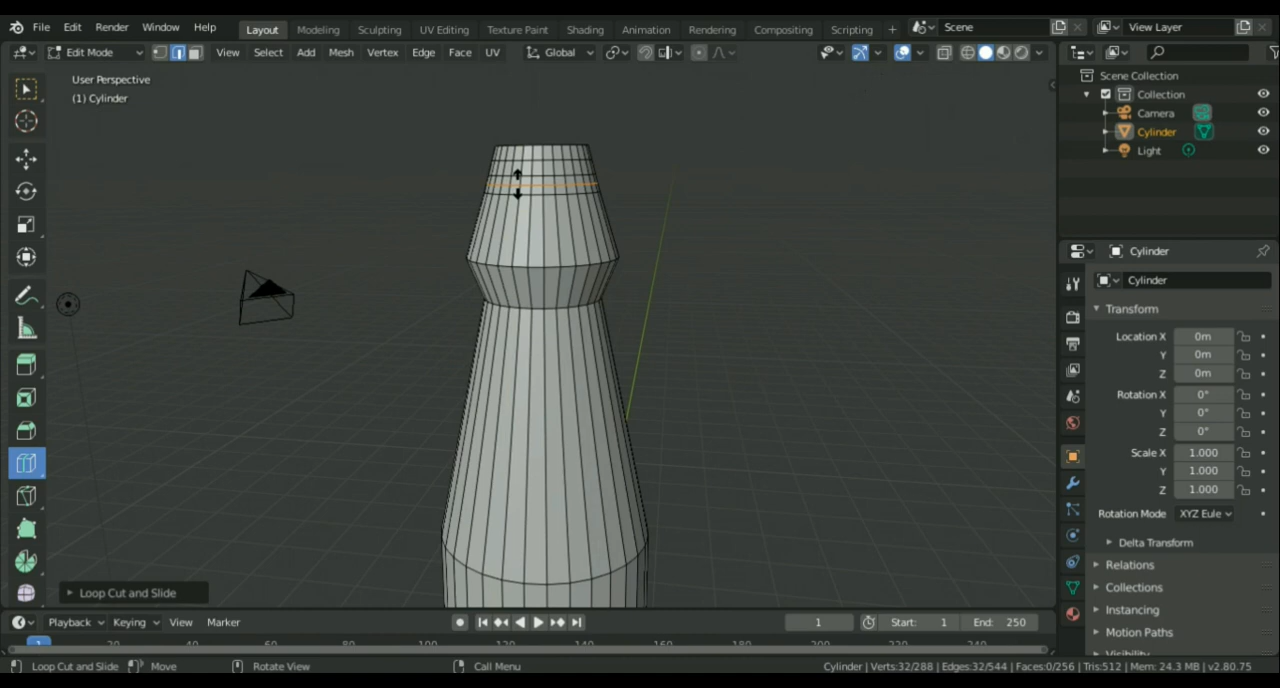 File Edit Render Window Help Layout Modeling Sculpting UV Editing Texture Paint Shading Animation Rendering Compositing Scripting + Scene View Layer
Edit Mode View Select Add Mesh Vertex Edge Face UV Global
User Perspective
(1) Cylinder
Scene Collection
Collection
Camera
Cylinder
Light
Cylinder
Cylinder
Transform
Location X 0m
Y 0m
Z 0m
Rotation X 0°
Y 0°
Z 0°
Scale X 1.000
Y 1.000
Z 1.000
Rotation Mode XYZ Eule
Delta Transform
Relations
Collections
Instancing
Motion Paths
Loop Cut and Slide
Playback Keying View Marker 1 Start: 1 End: 250
Loop Cut and Slide Move Rotate View Call Menu Cylinder | Verts:32/288 | Edges:32/544 | Faces:0/256 | Tris:512 | Mem: 24.3 MB | v2.80.75